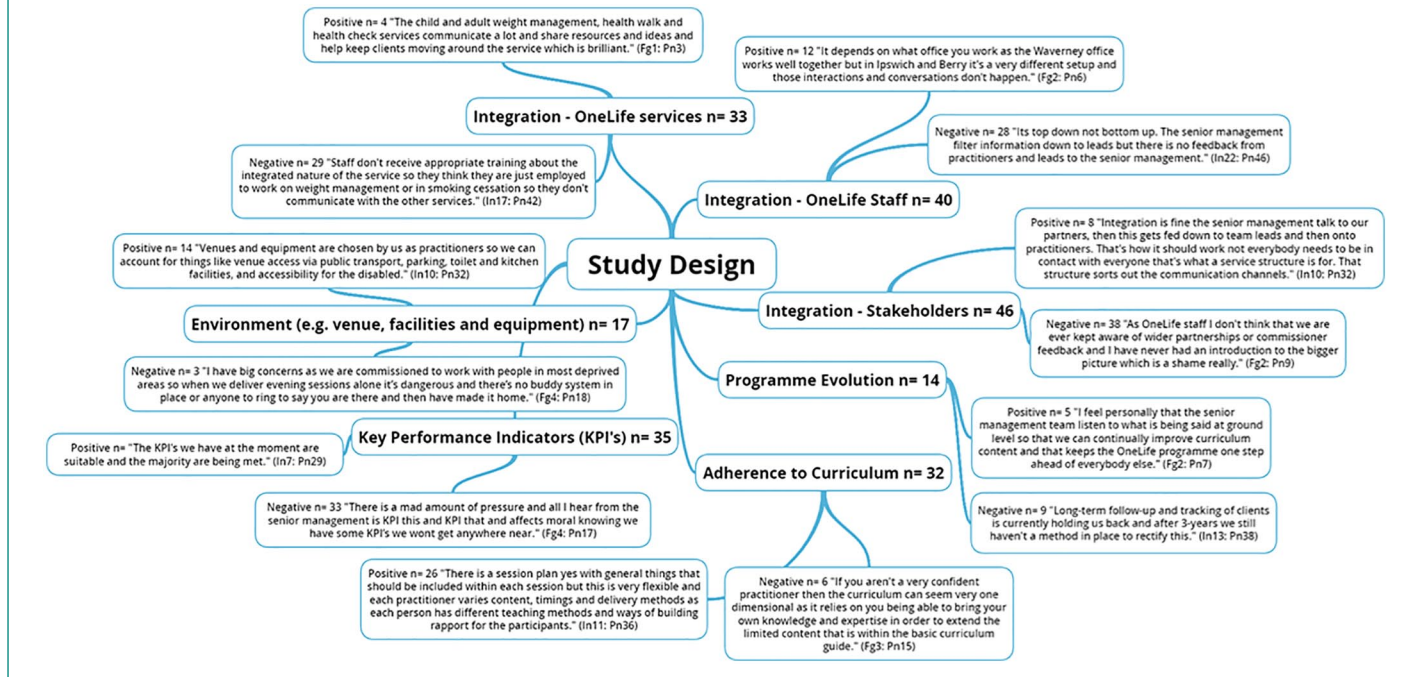 Positive n= 4 "The child and adult weight management, health walk and
health check services communicate a lot and share resources and ideas and
help keep clients moving around the service which is brilliant." (Fg1: Pn3)
Integration - OneLife services n= 33
Negative n= 29 "Staff don't receive appropriate training about the
integrated nature of the service so they think they are just employed
to work on weight management or in smoking cessation so they don't
communicate with the other services." (In17: Pn42)
Positive n= 12 "It depends on what office you work as the Waverney office
works well together but in Ipswich and Berry it's a very different setup and
those interactions and conversations don't happen." (Fg2: Pn6)
Negative n= 28 "Its top down not bottom up. The senior management
filter information down to leads but there is no feedback from
practitioners and leads to the senior management." (In22: Pn46)
Integration - OneLife Staff n= 40
Study Design
Positive n= 14 "Venues and equipment are chosen by us as practitioners so we can
account for things like venue access via public transport, parking, toilet and kitchen
facilities, and accessibility for the disabled." (In10: Pn32)
Environment (e.g. venue, facilities and equipment) n= 17
Negative n= 3 "I have big concerns as we are commissioned to work with people in most deprived
areas so when we deliver evening sessions alone it's dangerous and there's no buddy system in
place or anyone to ring to say you are there and then have made it home." (Fg4: Pn18)
Positive n= 8 "Integration is fine the senior management talk to our
partners, then this gets fed down to team leads and then onto
practitioners. That's how it should work not everybody needs to be in
contact with everyone that's what a service structure is for. That
structure sorts out the communication channels." (In10: Pn32)
Integration - Stakeholders n= 46
Negative n= 38 "As OneLife staff I don't think that we are
ever kept aware of wider partnerships or commissioner
feedback and I have never had an introduction to the bigger
picture which is a shame really." (Fg2: Pn9)
Programme Evolution n= 14
Positive n= 5 "I feel personally that the senior
management team listen to what is being said at ground
level so that we can continually improve curriculum
content and that keeps the OneLife programme one step
ahead of everybody else." (Fg2: Pn7)
Negative n= 9 "Long-term follow-up and tracking of clients
is currently holding us back and after 3-years we still
haven't a method in place to rectify this." (In13: Pn38)
Key Performance Indicators (KPI's) n= 35
Positive n= "The KPI's we have at the moment are
suitable and the majority are being met." (In7: Pn29)
Negative n= 33 "There is a mad amount of pressure and all I hear from the
senior management is KPI this and KPI that and affects moral knowing we
have some KPI's we wont get anywhere near." (Fg4: Pn17)
Adherence to Curriculum n= 32
Positive n= 26 "There is a session plan yes with general things that
should be included within each session but this is very flexible and
each practitioner varies content, timings and delivery methods as
each person has different teaching methods and ways of building
rapport for the participants." (In11: Pn36)
Negative n= 6 "If you aren't a very confident
practitioner then the curriculum can seem very one
dimensional as it relies on you being able to bring your
own knowledge and expertise in order to extend the
limited content that is within the basic curriculum
guide." (Fg3: Pn15)